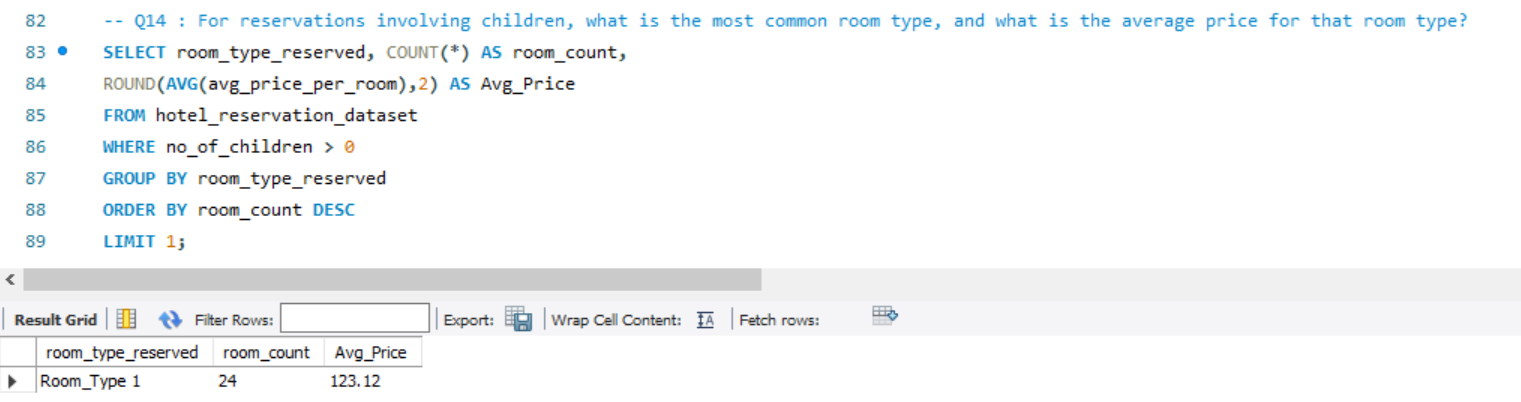 82 -- Q14 : For reservations involving children, what is the most common room type, and what is the average price for that room type?
83 SELECT room_type_reserved, COUNT(*) AS room_count,
84 ROUND(AVG(avg_price_per_room),2) AS Avg_Price
85 FROM hotel_reservation_dataset
86 WHERE no_of_children > 0
87 GROUP BY room_type_reserved
88 ORDER BY room_count DESC
89 LIMIT 1;
Result Grid Filter Rows: Export: Wrap Cell Content: IA Fetch rows:
room_type_reserved room_count Avg_Price
Room_Type 1 24 123.12